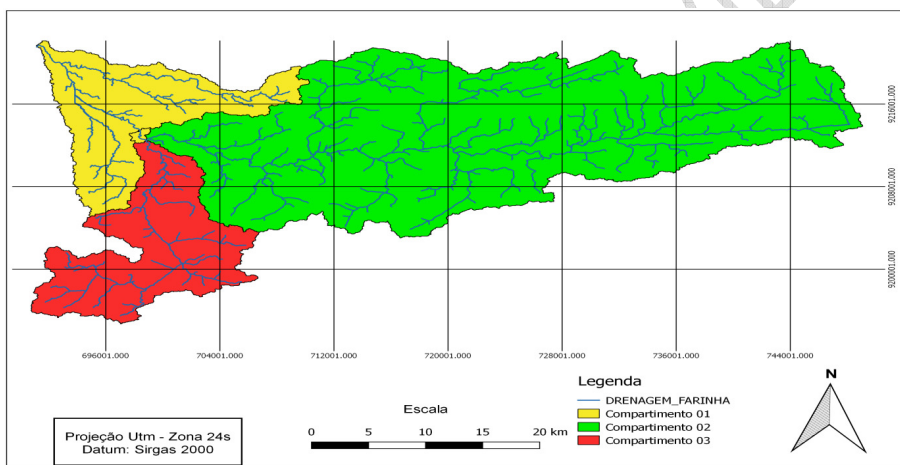 9216001.000
9208001.000
9200001.000
696001.000 704001.000 712001.000 720001.000 728001.000 736001.000 744001.000
Legenda
DRENAGEM_FARINHA
Compartimento 01
Compartimento 02
Compartimento 03
N
Escala
0 5 10 15 20 km
Projeção Utm - Zona 24s
Datum: Sirgas 2000